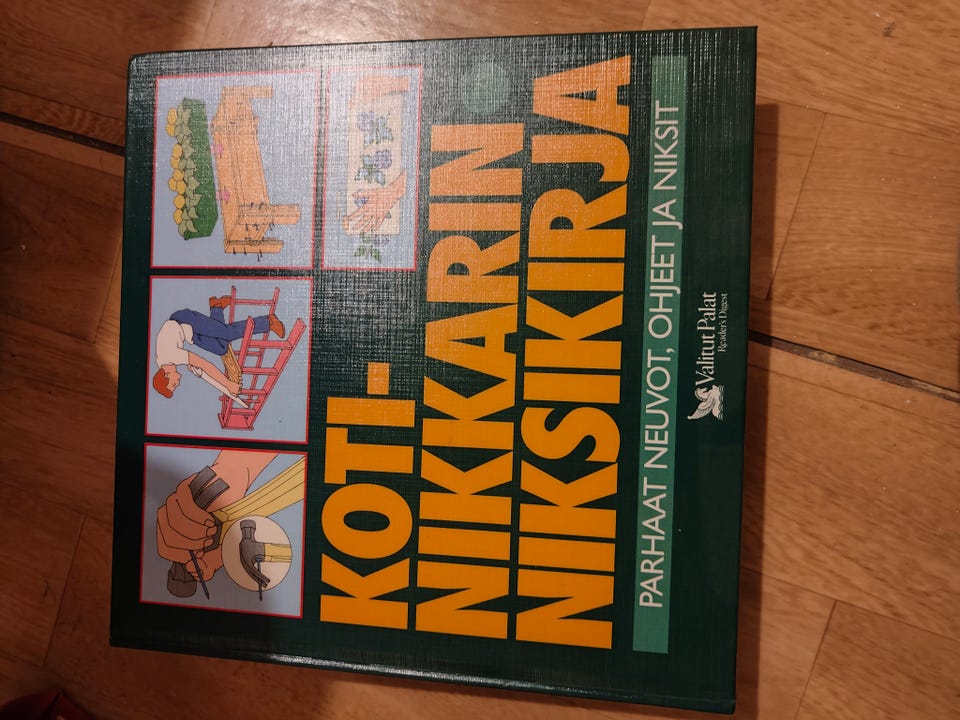 KOTI-
NIKKARIN
NIKSIKIRJA
PARHAAT NEUVOT, OHJEET JA NIKSIT
Valitut Palat
Reader's Digest